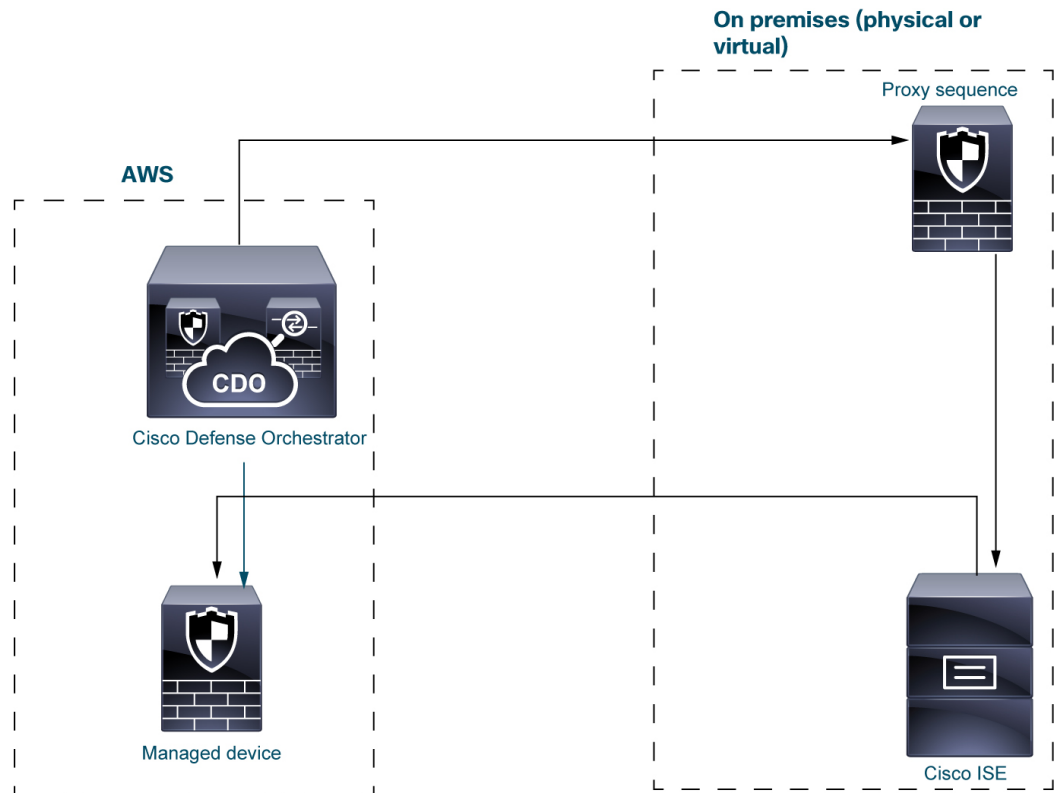 On premises (physical or
virtual)
Proxy sequence
AWS
CDO
Cisco Defense Orchestrator
Managed device
Cisco ISE